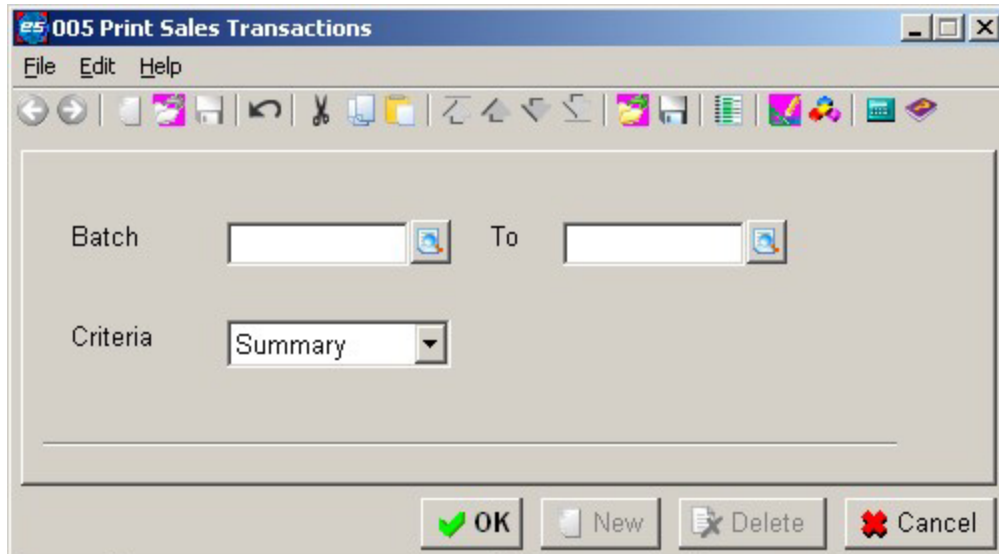 es 005 Print Sales Transactions
File Edit Help
Batch To
Criteria Summary
OK New Delete Cancel